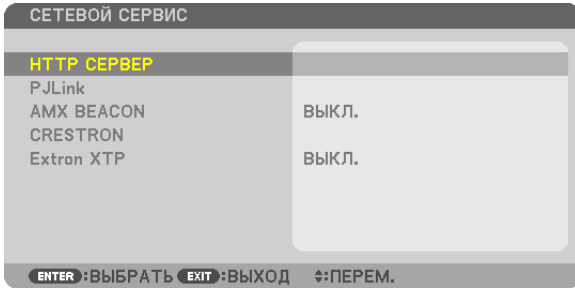 СЕТЕВОЙ СЕРВИС
HTTP СЕРВЕР
PJLink
AMX BEACON ВЫКЛ.
CRESTRON
Extron XTP ВЫКЛ.
ENTER :ВЫБРАТЬ EXIT :ВЫХОД ⬍:ПЕРЕМ.